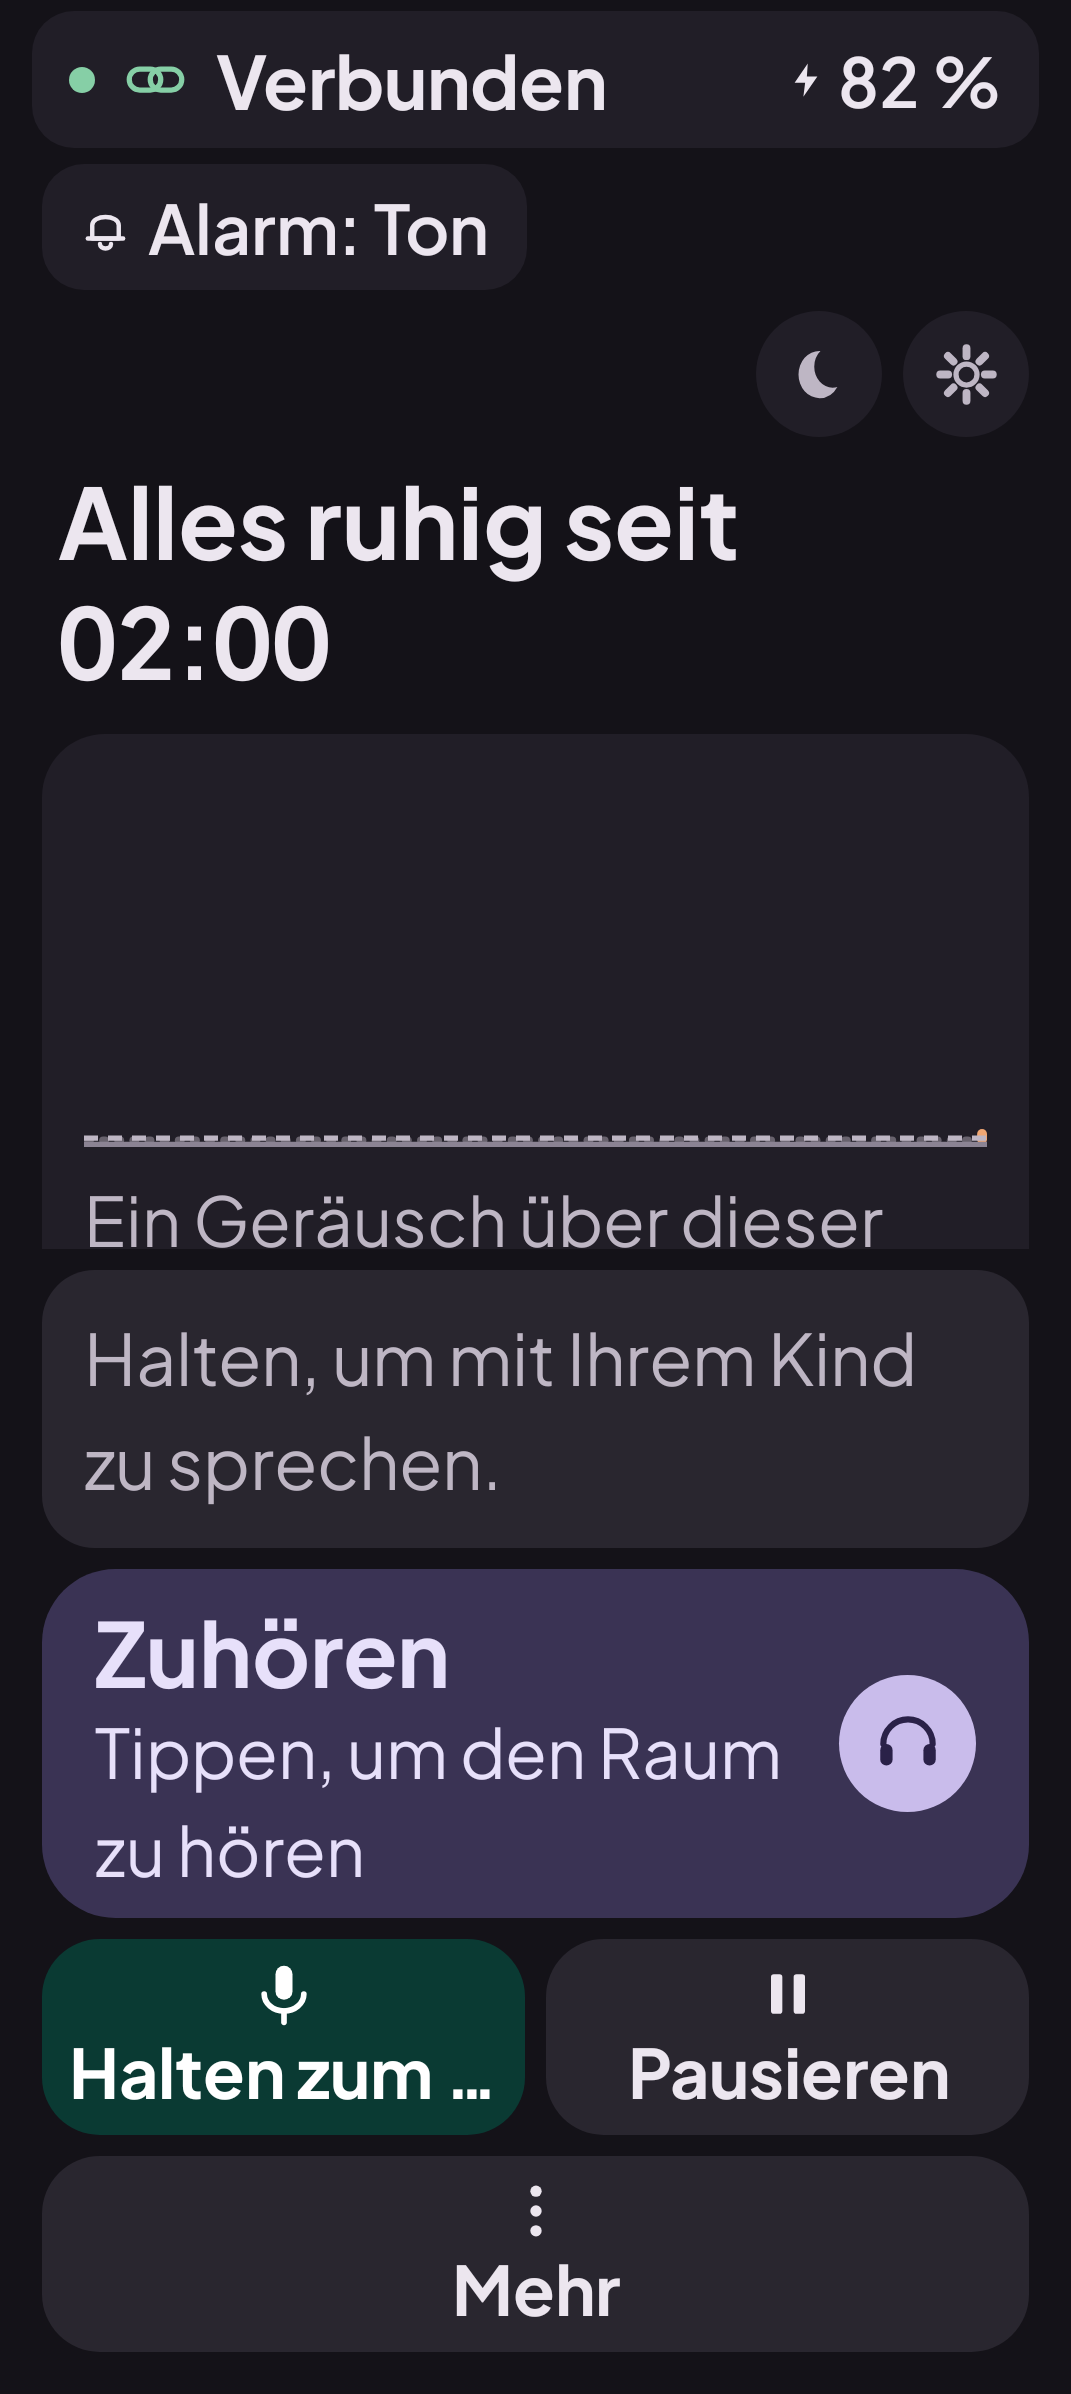 Verbunden
82 %
Alarm: Ton
Alles ruhig seit
02:00
Ein Geräusch über dieser
Halten, um mit Ihrem Kind
zu sprechen.
Zuhören
Tippen, um den Raum
zu hören
Halten zum ...
Pausieren
Mehr